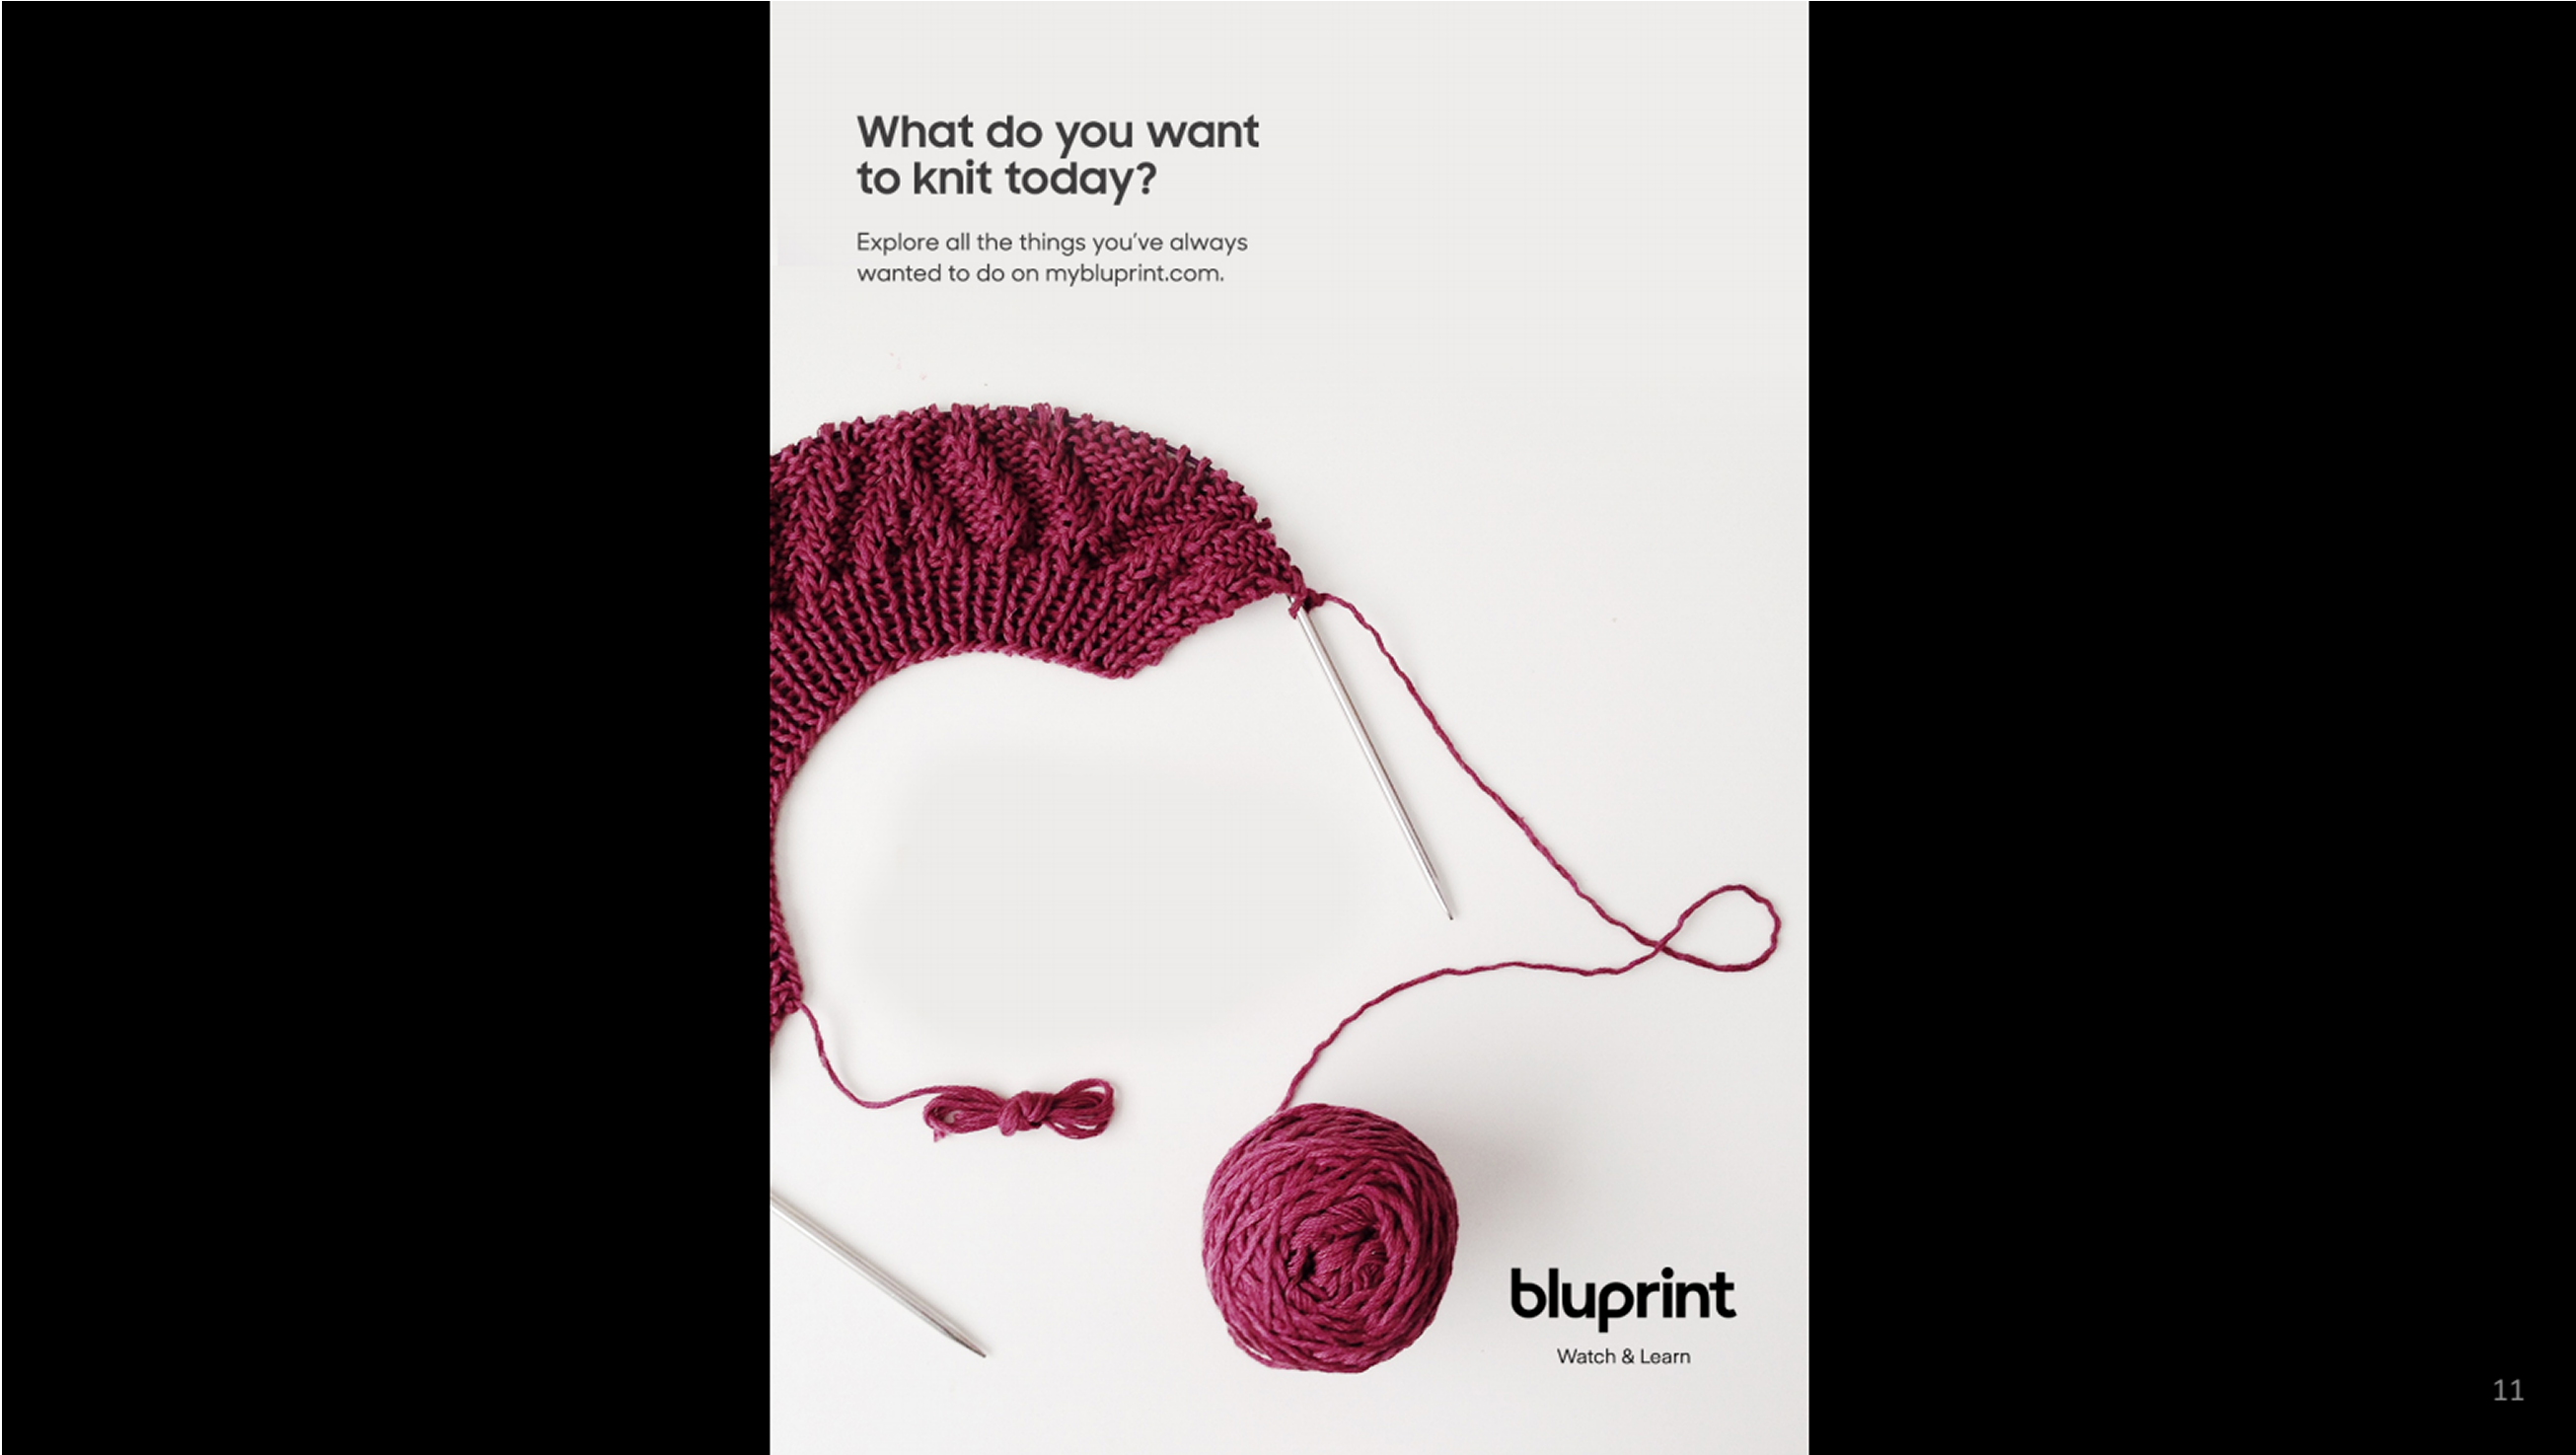 What do you want
to knit today?
Explore all the things you've always
wanted to do on mybluprint.com.
bluprint
Watch & Learn
11